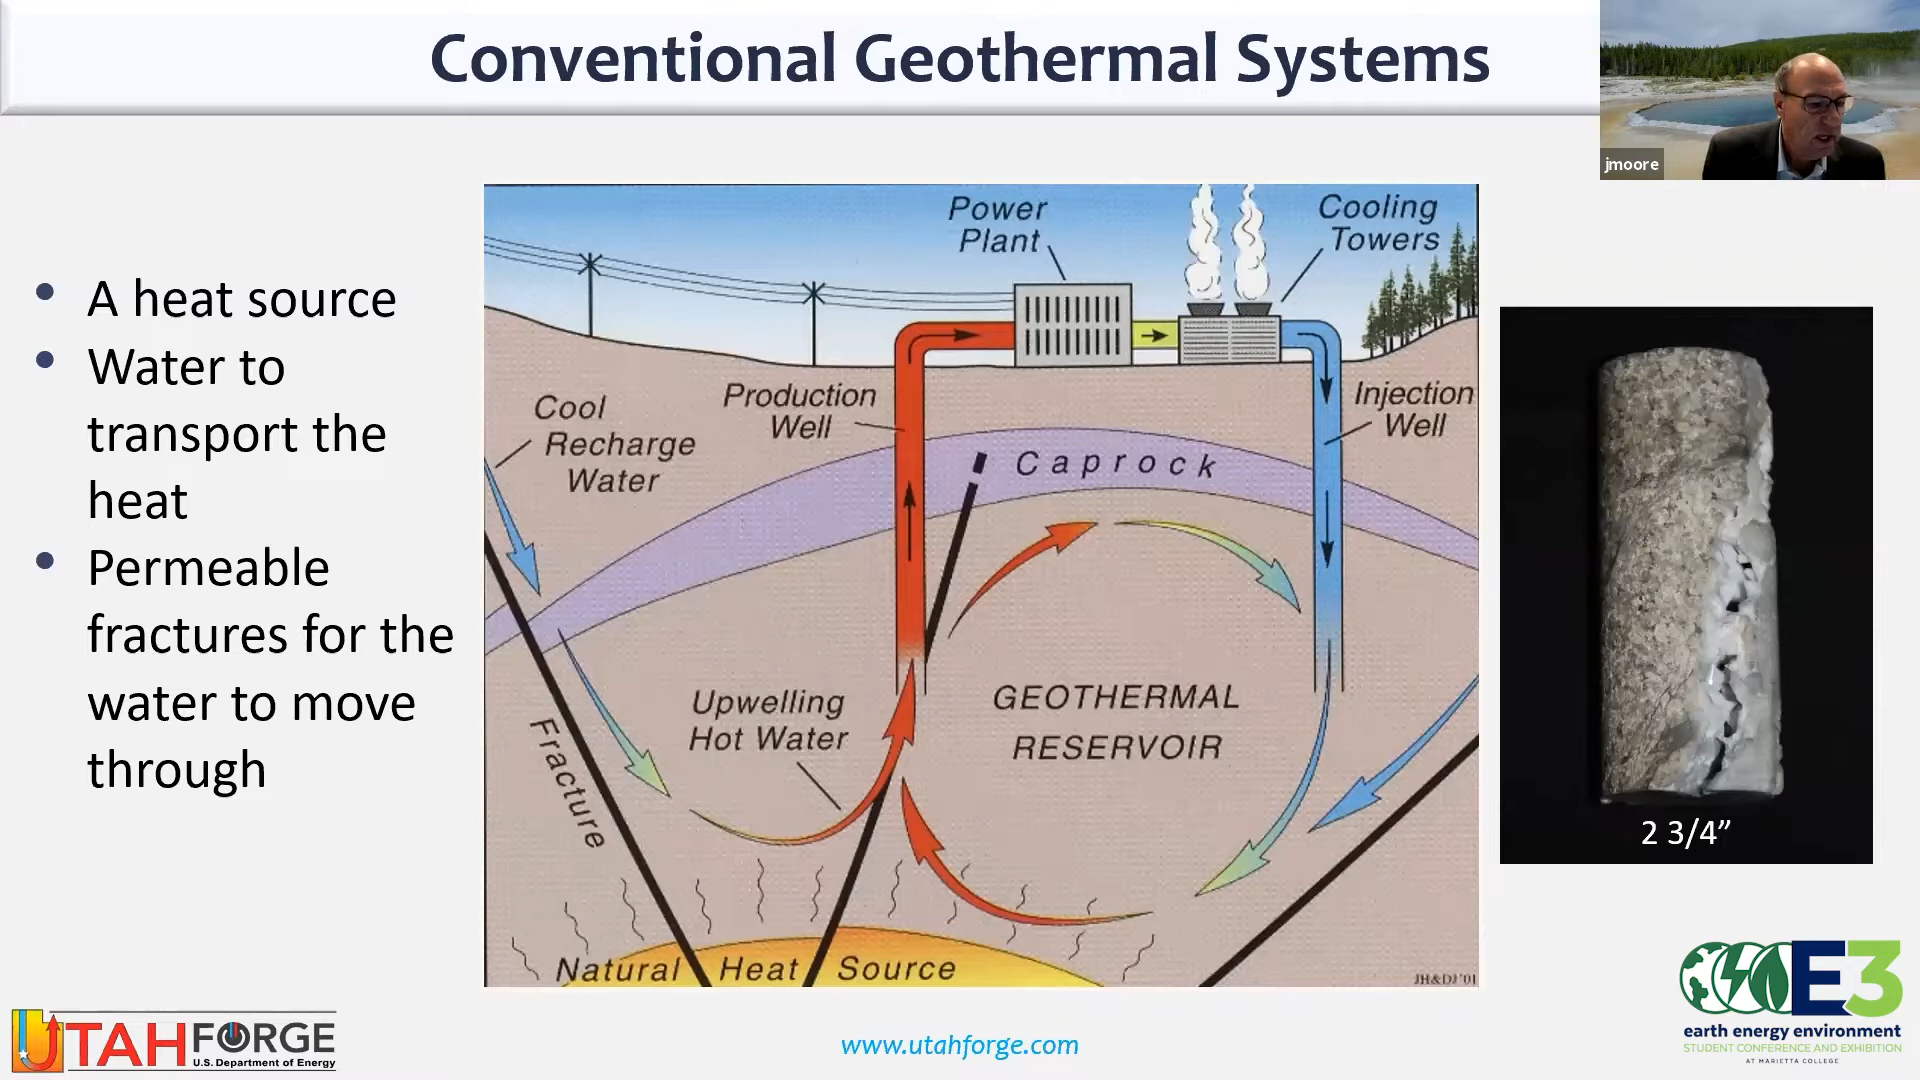 Conventional Geothermal Systems
jmoore
• A heat source
• Water to
transport the
heat
• Permeable
fractures for the
water to move
through
Power
Plant
Cooling
Towers
Cool
Recharge
Water
Production
Well
Injection
Well
Caprock
Upwelling
Hot Water
GEOTHERMAL
RESERVOIR
Fracture
Natural Heat Source
JH&DJ'01
2 3/4”
UTAH FORGE
U.S. Department of Energy
www.utahforge.com
E3
earth energy environment
STUDENT CONFERENCE AND EXHIBITION
AT MARIETTA COLLEGE